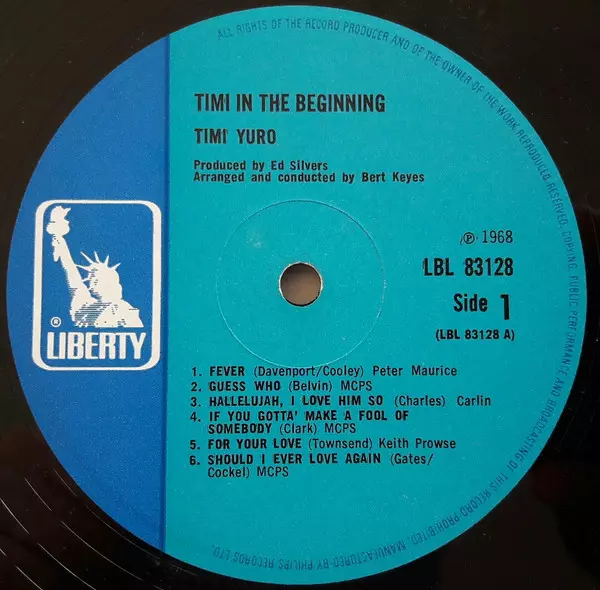 ALL RIGHTS OF THE RECORD PRODUCER AND OF THE OWNER OF THE WORK REPRODUCED RESERVED. COPYING, PUBLIC PERFORMANCE AND BROADCASTING OF THIS RECORD PROHIBITED. MANUFACTURED BY PHILIPS RECORDS LTD.
TIMI IN THE BEGINNING
TIMI YURO
Produced by Ed Silvers
Arranged and conducted by Bert Keyes
℗ 1968
LBL 83128
Side 1
(LBL 83128 A)
® LIBERTY
1. FEVER (Davenport/Cooley) Peter Maurice
2. GUESS WHO (Belvin) MCPS
3. HALLELUJAH, I LOVE HIM SO (Charles) Carlin
4. IF YOU GOTTA' MAKE A FOOL OF
SOMEBODY (Clark) MCPS
5. FOR YOUR LOVE (Townsend) Keith Prowse
6. SHOULD I EVER LOVE AGAIN (Gates/
Cockel) MCPS